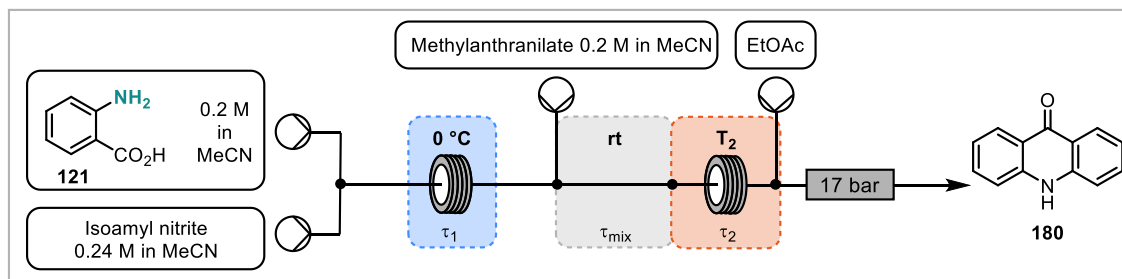 Methylanthranilate 0.2 M in MeCN
EtOAc
NH2
0.2 M
in
MeCN
CO2H
121
Isoamyl nitrite
0.24 M in MeCN
0 °C
τ1
rt
τmix
T2
τ2
17 bar
O
N
H
180